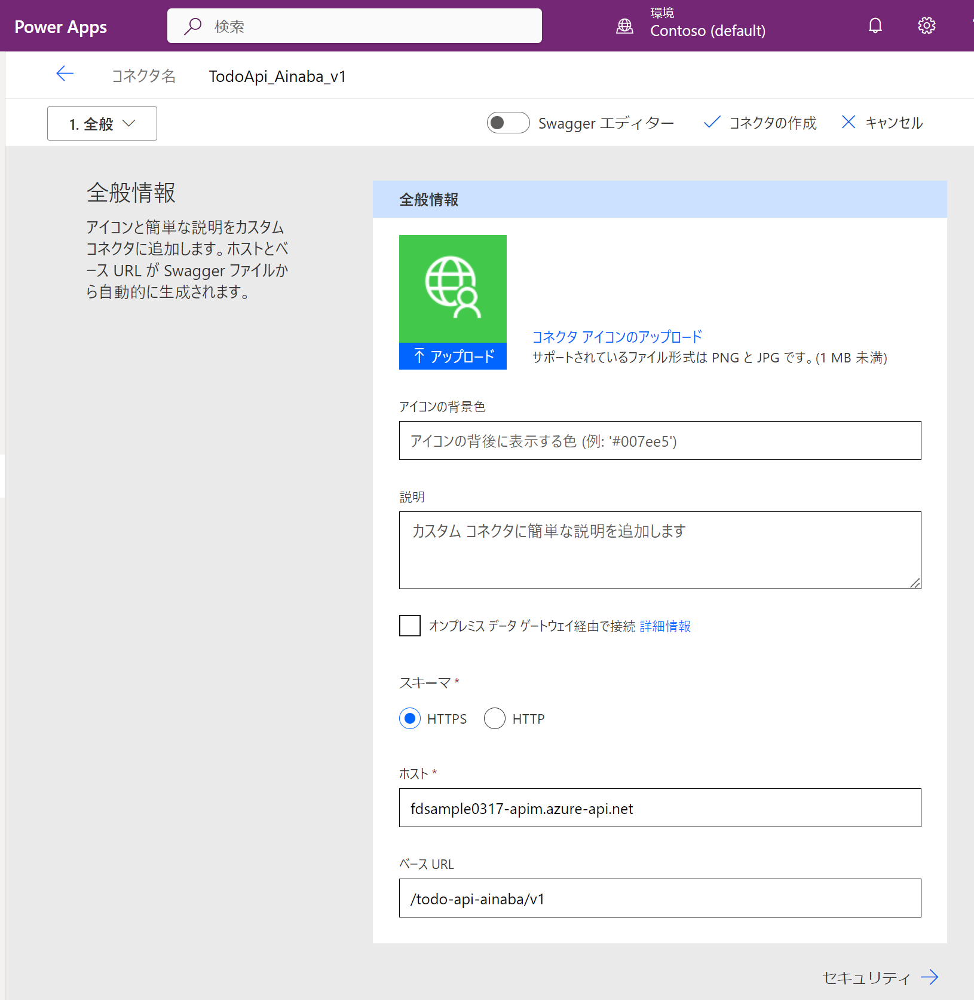 Power Apps
検索
環境
Contoso (default)
コネクタ名
TodoApi_Ainaba_v1
1. 全般
Swagger エディター
コネクタの作成
キャンセル
全般情報
アイコンと簡単な説明をカスタム
コネクタに追加します。ホストとベ
ース URL が Swagger ファイルか
ら自動的に生成されます。
全般情報
アップロード
コネクタ アイコンのアップロード
サポートされているファイル形式は PNG と JPG です。(1 MB 未満)
アイコンの背景色
アイコンの背後に表示する色 (例: '#007ee5')
説明
カスタム コネクタに簡単な説明を追加します
オンプレミス データ ゲートウェイ経由で接続 詳細情報
スキーマ *
HTTPS
HTTP
ホスト *
fdsample0317-apim.azure-api.net
ベース URL
/todo-api-ainaba/v1
セキュリティ